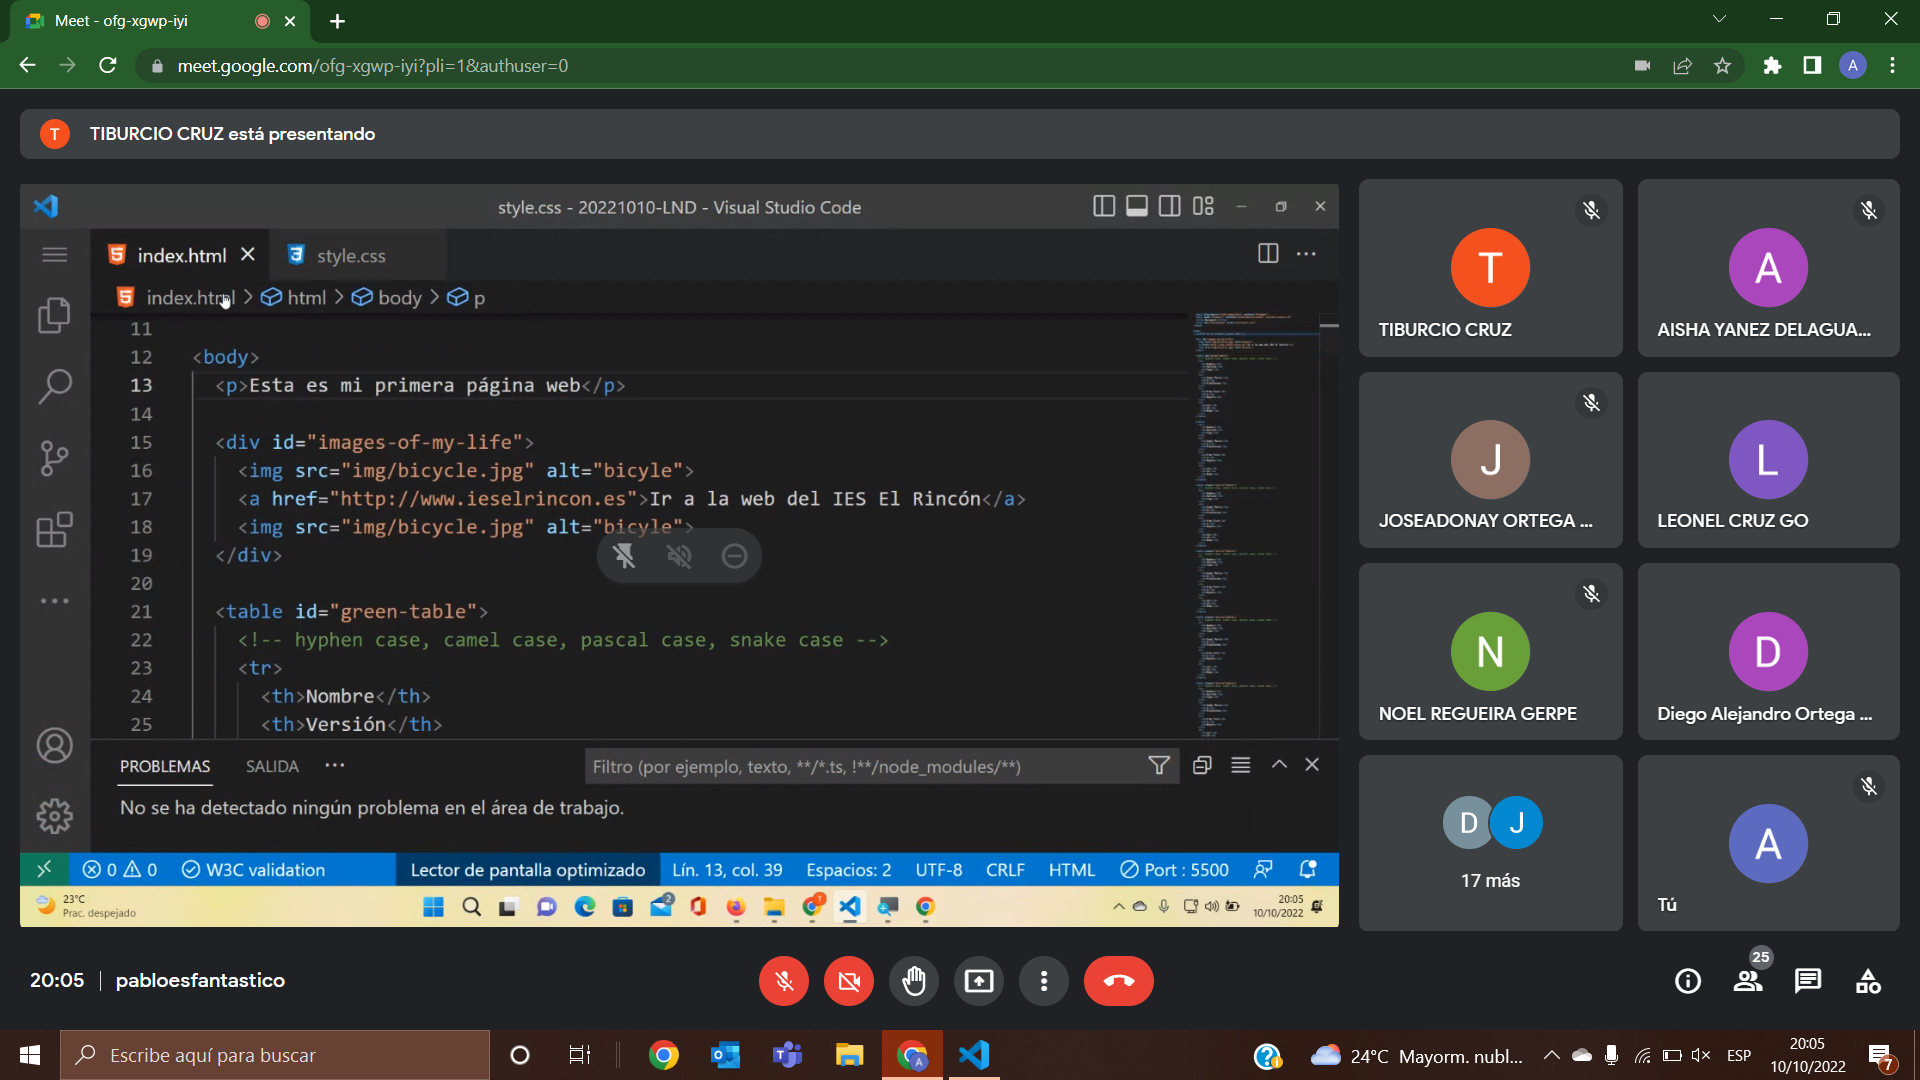 Meet - ofg-xgwp-iyi
meet.google.com/ofg-xgwp-iyi?pli=1&authuser=0
A
T
TIBURCIO CRUZ está presentando
style.css - 20221010-LND - Visual Studio Code
index.html
style.css
index.html > html > body > p
11
12 <body>
13 <p>Esta es mi primera página web</p>
14
15 <div id="images-of-my-life">
16 <img src="img/bicycle.jpg" alt="bicyle">
17 <a href="http://www.ieselrincon.es">Ir a la web del IES El Rincón</a>
18 <img src="img/bicycle.jpg" alt="bicyle">
19 </div>
20
21 <table id="green-table">
22 <!-- hyphen case, camel case, pascal case, snake case -->
23 <tr>
24 <th>Nombre</th>
25 <th>Versión</th>
PROBLEMAS SALIDA ···
Filtro (por ejemplo, texto, **/*.ts, !**/node_modules/**)
No se ha detectado ningún problema en el área de trabajo.
0 0 W3C validation Lector de pantalla optimizado Lín. 13, col. 39 Espacios: 2 UTF-8 CRLF HTML Port : 5500
23°C
Prac. despejado
2
T
20:05
10/10/2022
T
TIBURCIO CRUZ
A
AISHA YANEZ DELAGUA...
J
JOSEADONAY ORTEGA ...
L
LEONEL CRUZ GO
N
NOEL REGUEIRA GERPE
D
Diego Alejandro Ortega ...
D J
17 más
A
Tú
20:05 | pabloesfantastico
25
Escribe aquí para buscar
A
24°C Mayorm. nubl...
ESP
20:05
10/10/2022
7